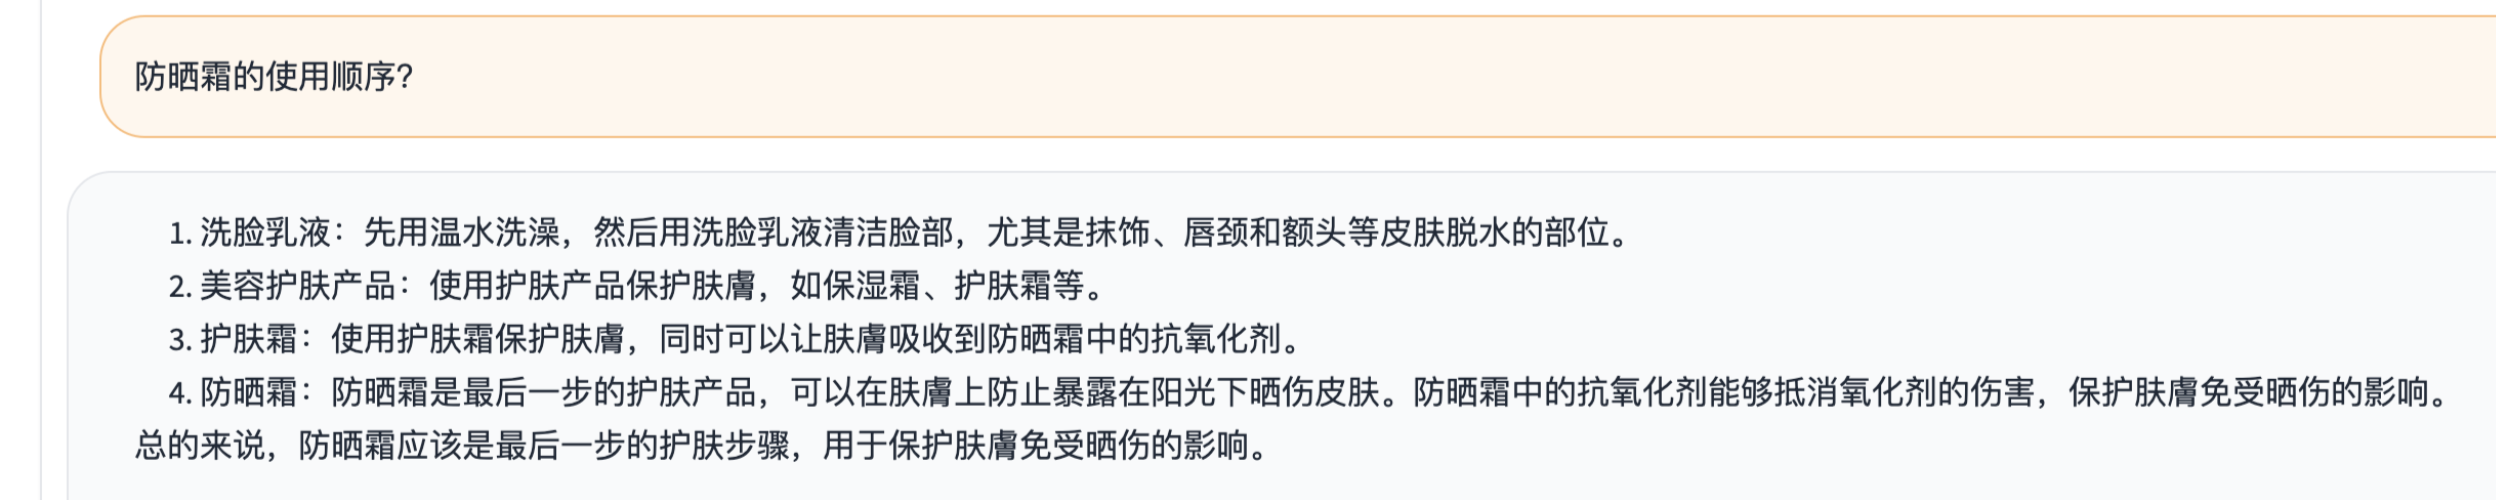 防晒霜的使用顺序?
1. 洗脸乳液：先用温水洗澡，然后用洗脸乳液清洁脸部，尤其是抹饰、唇颈和额头等皮肤脱水的部位。
2. 美容护肤产品：使用护肤产品保护肤膚，如保湿霜、护肤霜等。
3. 护肤霜：使用护肤霜保护肤膚，同时可以让肤膚吸收到防晒霜中的抗氧化剂。
4. 防晒霜：防晒霜是最后一步的护肤产品，可以在肤膚上防止暴露在阳光下晒伤皮肤。防晒霜中的抗氧化剂能够抵消氧化剂的伤害，保护肤膚免受晒伤的影响。
总的来说，防晒霜应该是最后一步的护肤步骤，用于保护肤膚免受晒伤的影响。